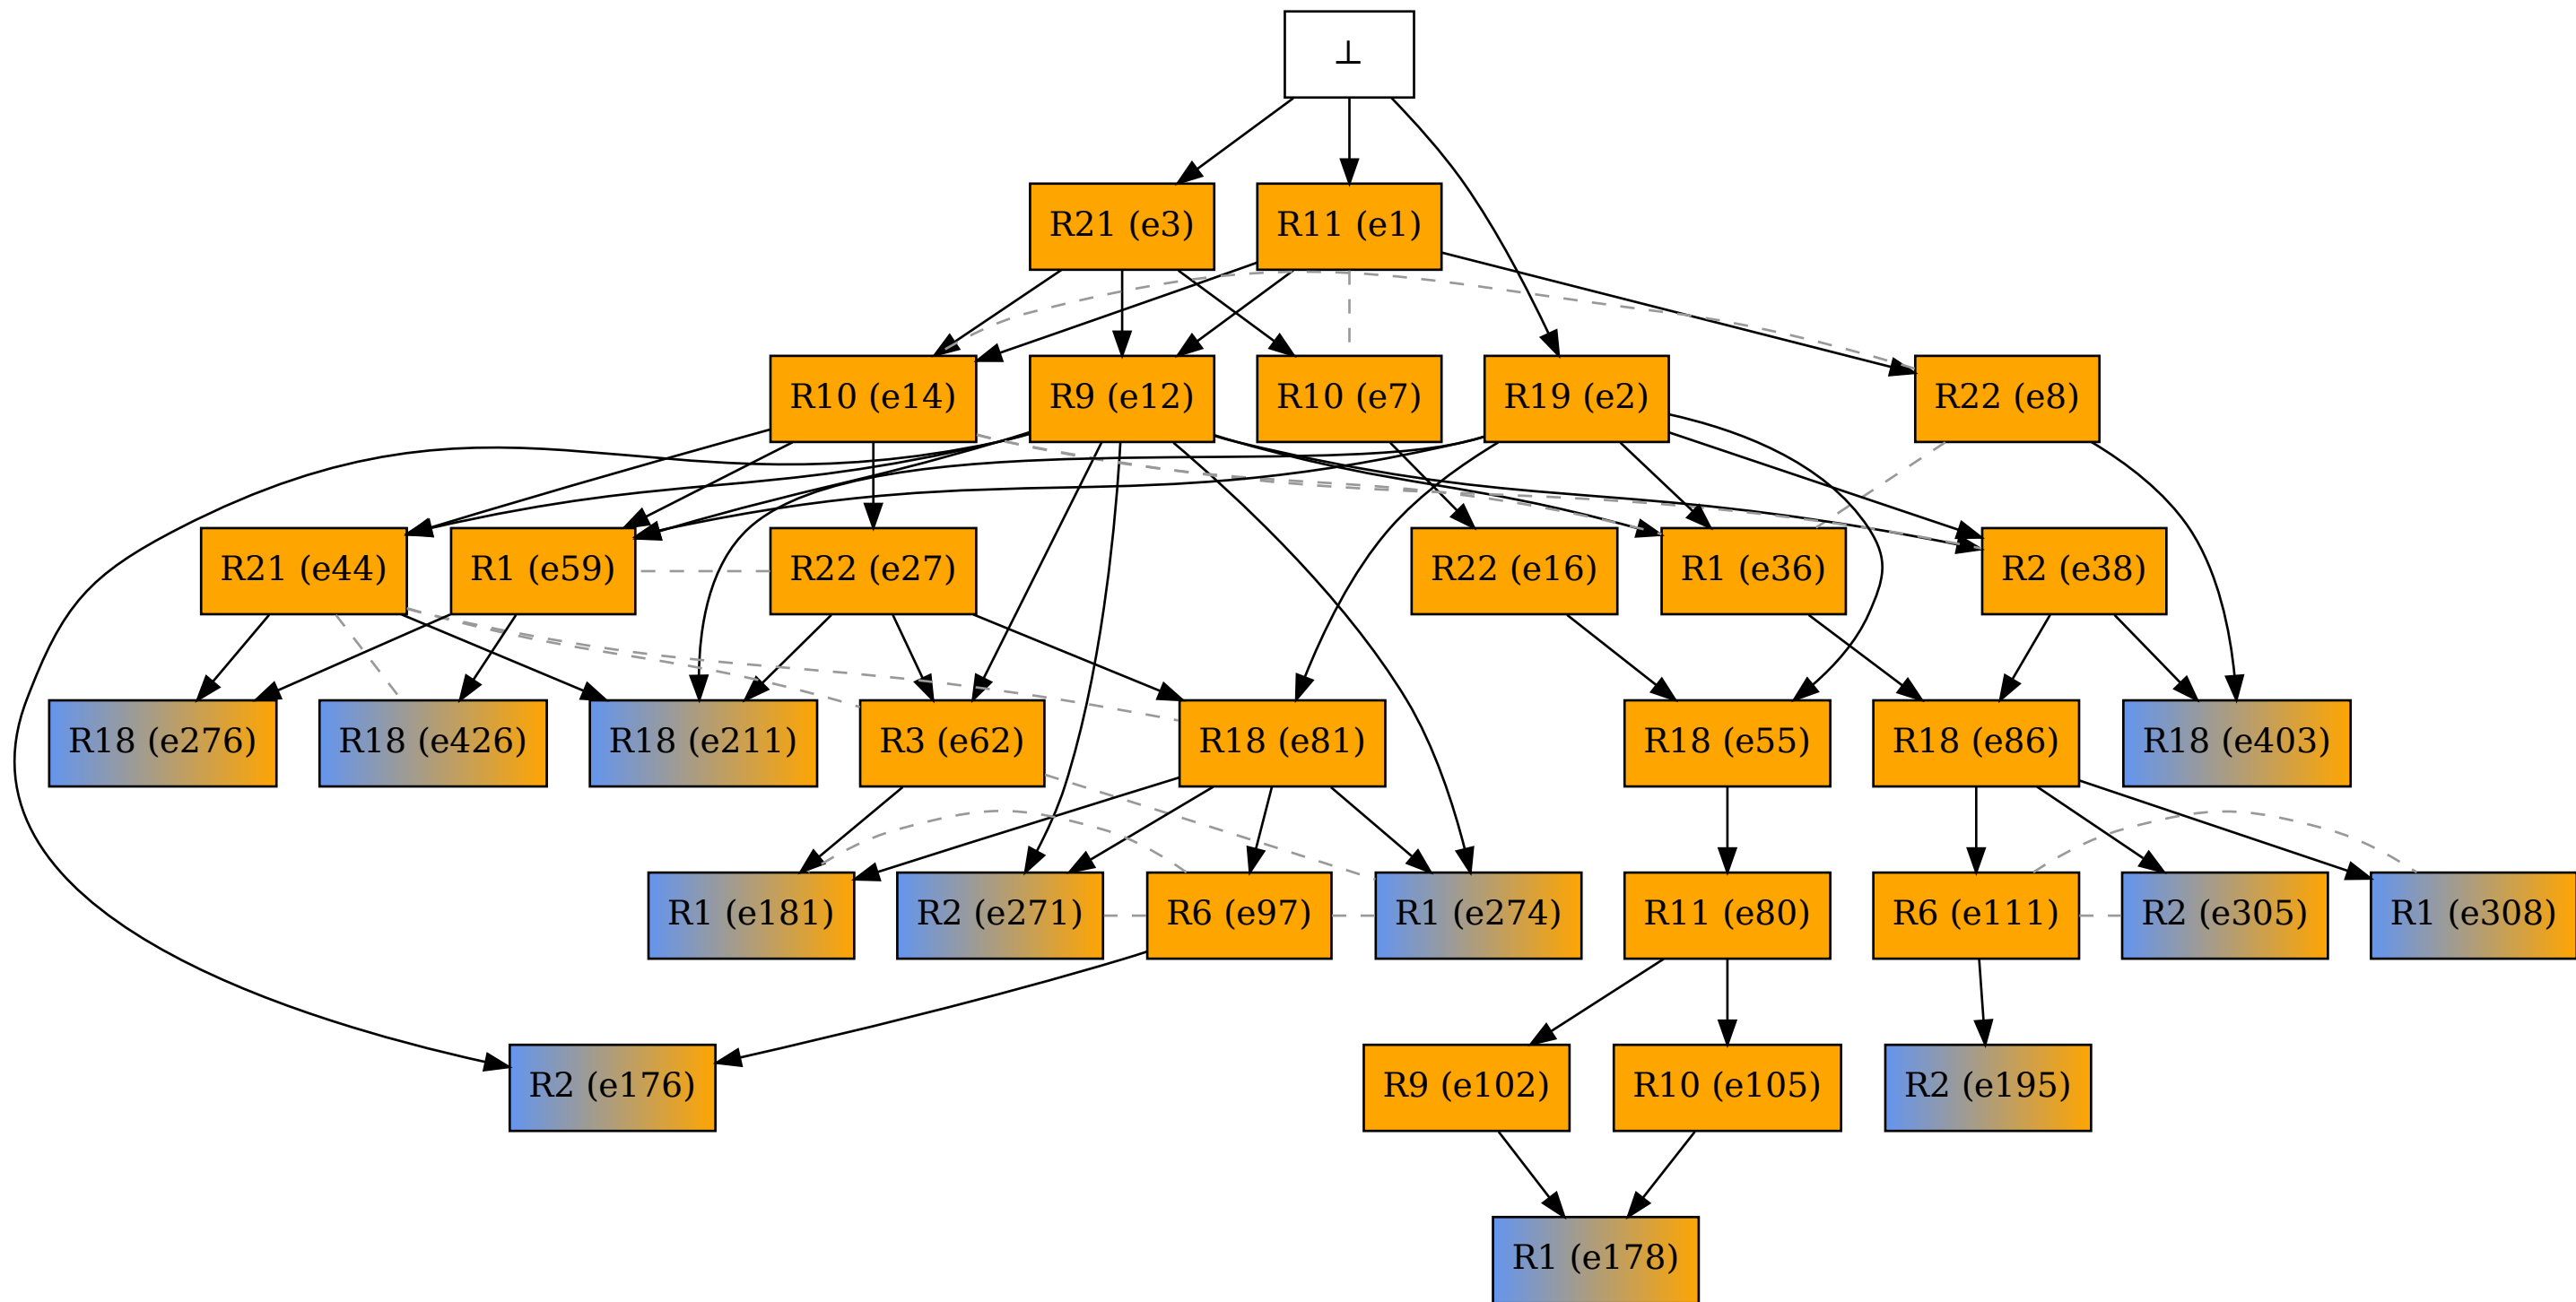 ⊥
R21 (e3)
R11 (e1)
R10 (e14)
R9 (e12)
R10 (e7)
R19 (e2)
R22 (e8)
R21 (e44)
R1 (e59)
R22 (e27)
R22 (e16)
R1 (e36)
R2 (e38)
R18 (e276)
R18 (e426)
R18 (e211)
R3 (e62)
R18 (e81)
R18 (e55)
R18 (e86)
R18 (e403)
R1 (e181)
R2 (e271)
R6 (e97)
R1 (e274)
R11 (e80)
R6 (e111)
R2 (e305)
R1 (e308)
R2 (e176)
R9 (e102)
R10 (e105)
R2 (e195)
R1 (e178)